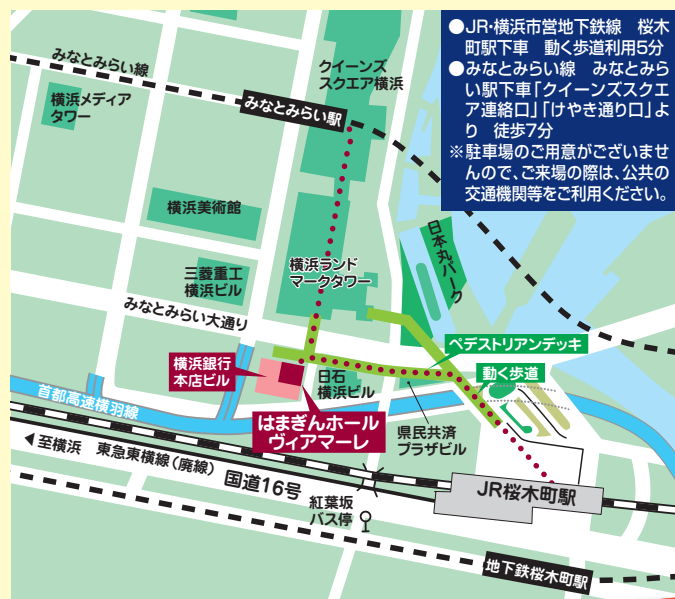 ●JR・横浜市営地下鉄線　桜木
町駅下車　動く歩道利用5分
●みなとみらい線　みなとみら
い駅下車「クイーンズスクエ
ア連絡口」「けやき通り口」よ
り　徒歩7分
※駐車場のご用意がございませ
んので、ご来場の際は、公共の
交通機関等をご利用ください。
みなとみらい線
クイーンズ
スクエア横浜
横浜メディア
タワー
みなとみらい駅
横浜美術館
日本丸パーク
三菱重工
横浜ビル
横浜ランド
マークタワー
みなとみらい大通り
ペデストリアンデッキ
横浜銀行
本店ビル
日石
横浜ビル
動く歩道
首都高速横羽線
はまぎんホール
ヴィアマーレ
県民共済
プラザビル
◀至横浜　東急東横線（廃線）
国道16号
JR桜木町駅
紅葉坂
バス停
地下鉄桜木町駅